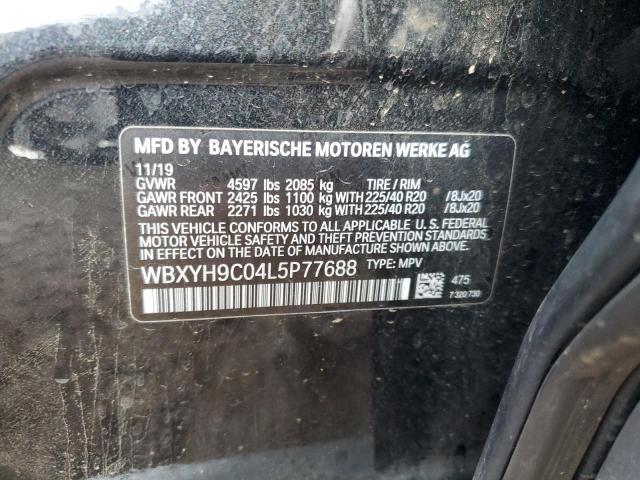 MFD BY BAYERISCHE MOTOREN WERKE AG
11/19
GVWR 4597 lbs 2085 kg TIRE / RIM
GAWR FRONT 2425 lbs 1100 kg WITH 225/40 R20 /8Jx20
GAWR REAR 2271 lbs 1030 kg WITH 225/40 R20 /8Jx20
THIS VEHICLE CONFORMS TO ALL APPLICABLE U.S. FEDERAL
MOTOR VEHICLE SAFETY AND THEFT PREVENTION STANDARDS
IN EFFECT ON THE DATE OF MANUFACTURE SHOWN ABOVE.
WBXYH9C04L5P77688 TYPE: MPV
475
7 320 730